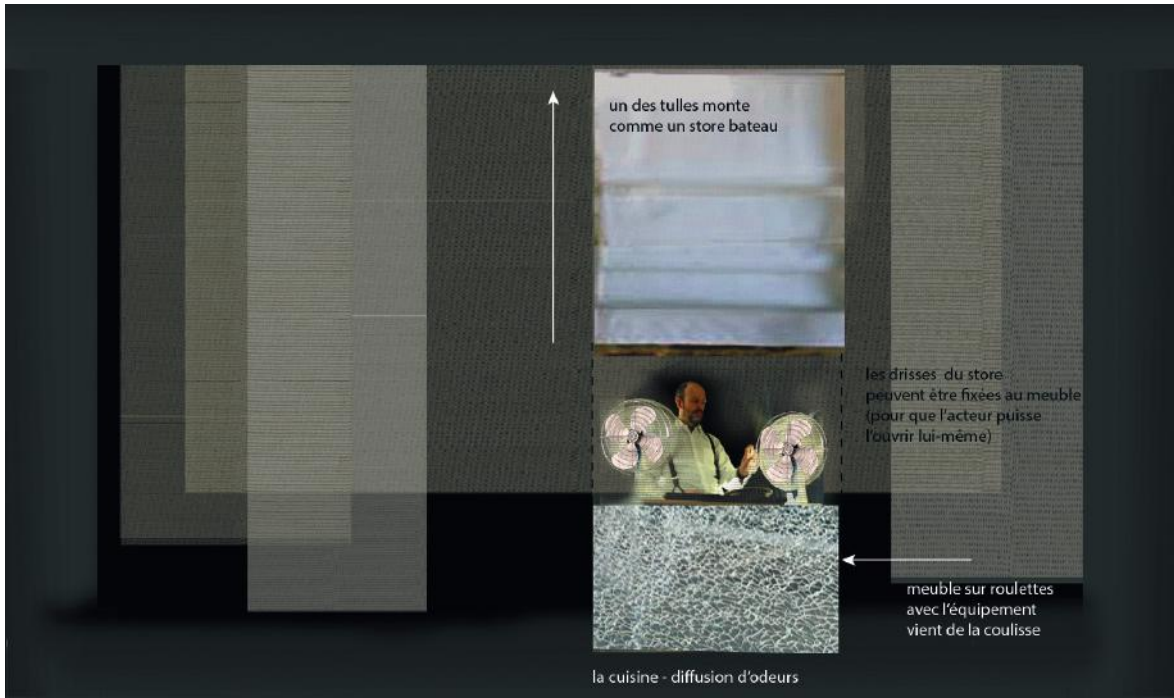 un des tulles monte
comme un store bateau
les drisses du store
peuvent être fixées au meuble
(pour que l'acteur puisse
l'ouvrir lui-même)
meuble sur roulettes
avec l'équipement
vient de la coulisse
la cuisine - diffusion d'odeurs